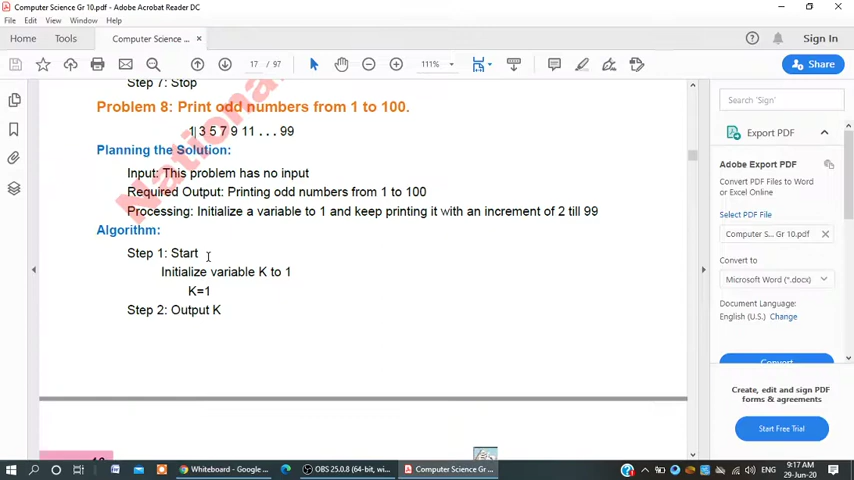 Computer Science Gr 10.pdf - Adobe Acrobat Reader DC
File Edit View Window Help
Home Tools Computer Science ... × Sign In
17 / 97 111% Share
Step 7: Stop
Problem 8: Print odd numbers from 1 to 100.
1 3 5 7 9 11 . . . 99
Planning the Solution:
Input: This problem has no input
Required Output: Printing odd numbers from 1 to 100
Processing: Initialize a variable to 1 and keep printing it with an increment of 2 till 99
Algorithm:
Step 1: Start
Initialize variable K to 1
K=1
Step 2: Output K
National
Search 'Sign'
Export PDF
Adobe Export PDF
Convert PDF Files to Word
or Excel Online
Select PDF File
Computer S... Gr 10.pdf ×
Convert to
Microsoft Word (*.docx)
Document Language:
English (U.S.) Change
Convert
Create, edit and sign PDF
forms & agreements
Start Free Trial
Whiteboard - Google ...
OBS 25.0.8 (64-bit, wi...
Computer Science Gr...
ENG
9:17 AM
29-Jun-20